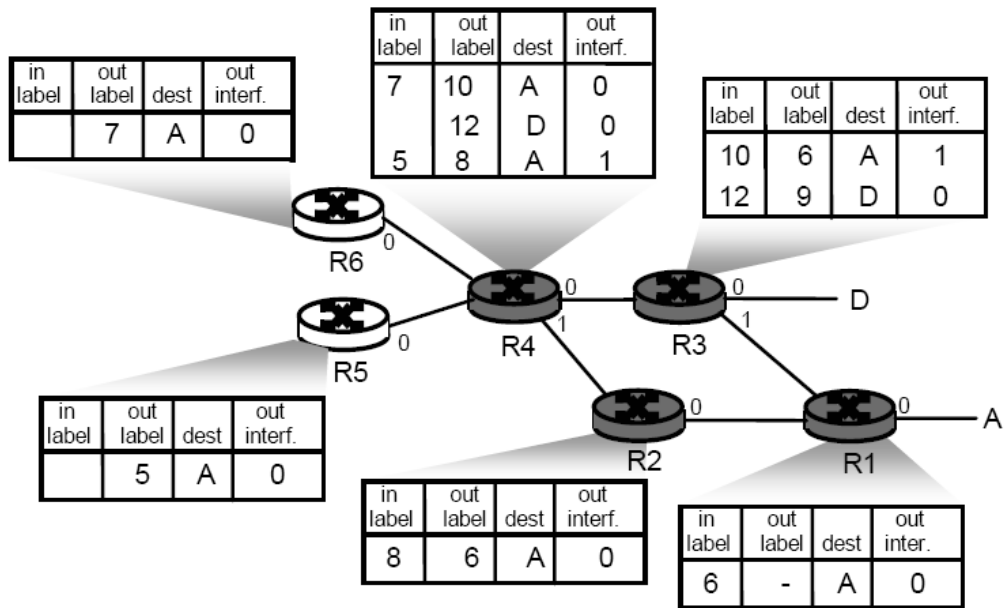 in label out label dest out interf.
7 10 A 0
12 D 0
5 8 A 1
in label out label dest out interf.
7 A 0
in label out label dest out interf.
10 6 A 1
12 9 D 0
0
R6
0
R5
0
1
R4
0
1
R3
D
in label out label dest out interf.
5 A 0
0
R2
0
R1
A
in label out label dest out interf.
8 6 A 0
in label out label dest out inter.
6 - A 0